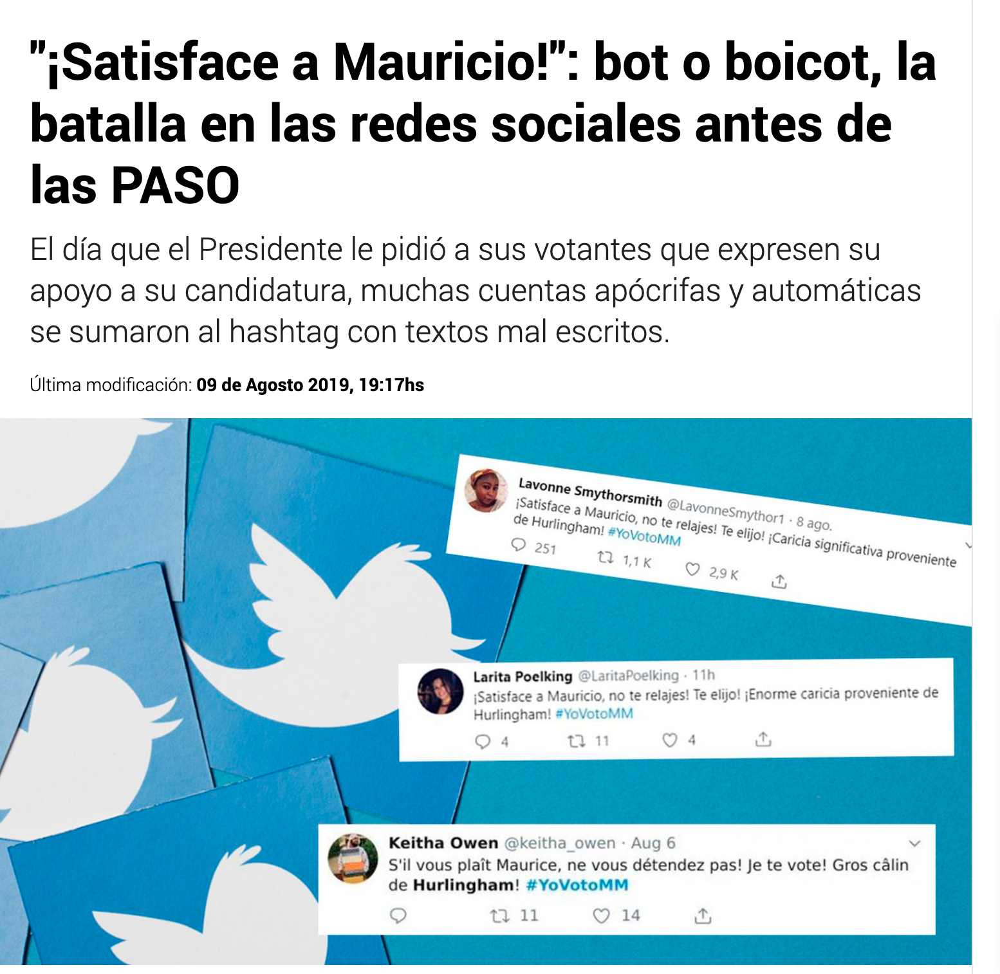 "¡Satisface a Mauricio!": bot o boicot, la
batalla en las redes sociales antes de
las PASO
El día que el Presidente le pidió a sus votantes que expresen su
apoyo a su candidatura, muchas cuentas apócrifas y automáticas
se sumaron al hashtag con textos mal escritos.
Última modificación: 09 de Agosto 2019, 19:17hs
Lavonne Smythorsmith @LavonneSmythor1 · 8 ago.
¡Satisface a Mauricio, no te relajes! Te elijo! ¡Caricia significativa proveniente
de Hurlingham! #YoVotoMM
251 1,1 K 2,9 K
Larita Poelking @LaritaPoelking · 11h
¡Satisface a Mauricio, no te relajes! Te elijo! ¡Enorme caricia proveniente de
Hurlingham! #YoVotoMM
4 11 4
Keitha Owen @keitha_owen · Aug 6
S'il vous plaît Maurice, ne vous détendez pas! Je te vote! Gros câlin
de Hurlingham! #YoVotoMM
11 14